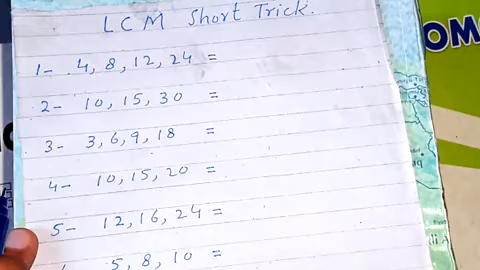 LCM Short Trick.
1- 4, 8, 12, 24 =
2- 10, 15, 30 =
3- 3, 6, 9, 18 =
4- 10, 15, 20 =
5- 12, 16, 24 =
5, 8, 10 =
OM